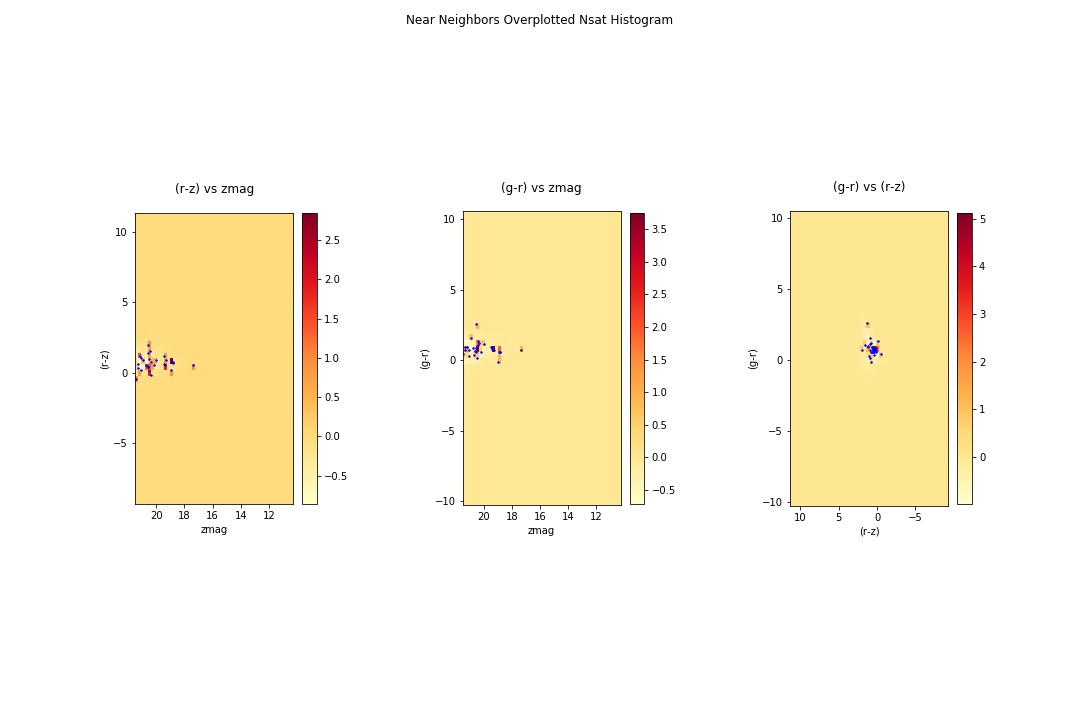 Near Neighbors Overplotted Nsat Histogram
(r-z) vs zmag
10
5
0
−5
(r-z)
20 18 16 14 12
zmag
2.5
2.0
1.5
1.0
0.5
0.0
−0.5
(g-r) vs zmag
10
5
0
−5
−10
(g-r)
20 18 16 14 12
zmag
3.5
3.0
2.5
2.0
1.5
1.0
0.5
0.0
−0.5
(g-r) vs (r-z)
10
5
0
−5
−10
(g-r)
10 5 0 −5
(r-z)
5
4
3
2
1
0